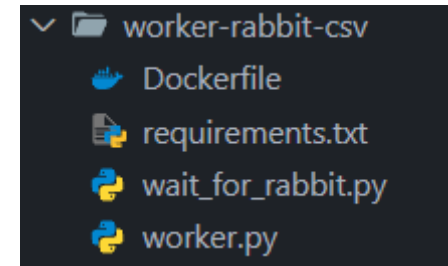 worker-rabbit-csv
Dockerfile
requirements.txt
wait_for_rabbit.py
worker.py